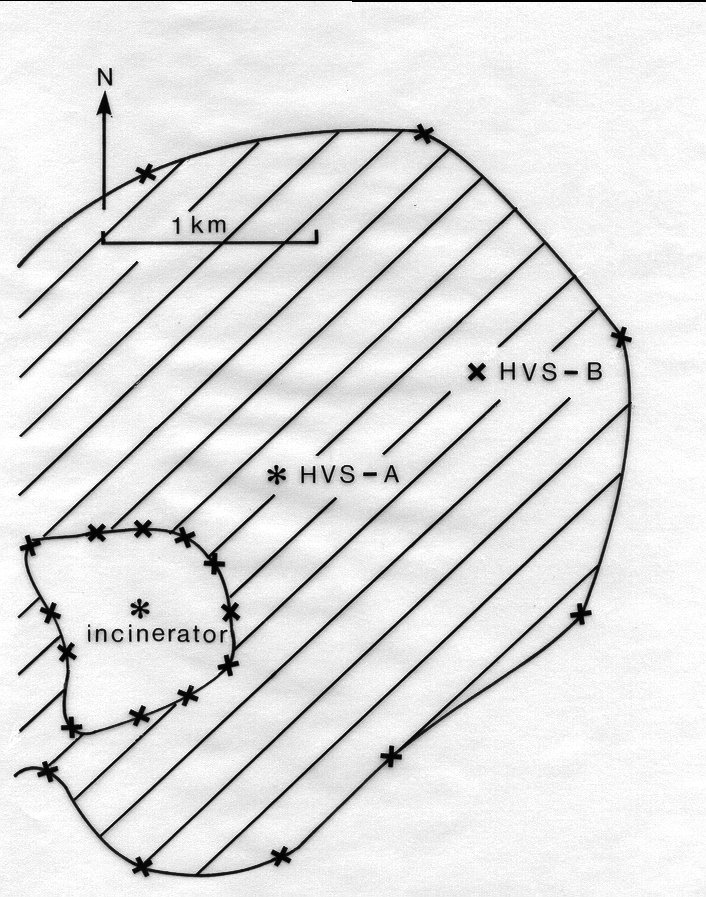 N
1 km
HVS-B
HVS-A
incinerator